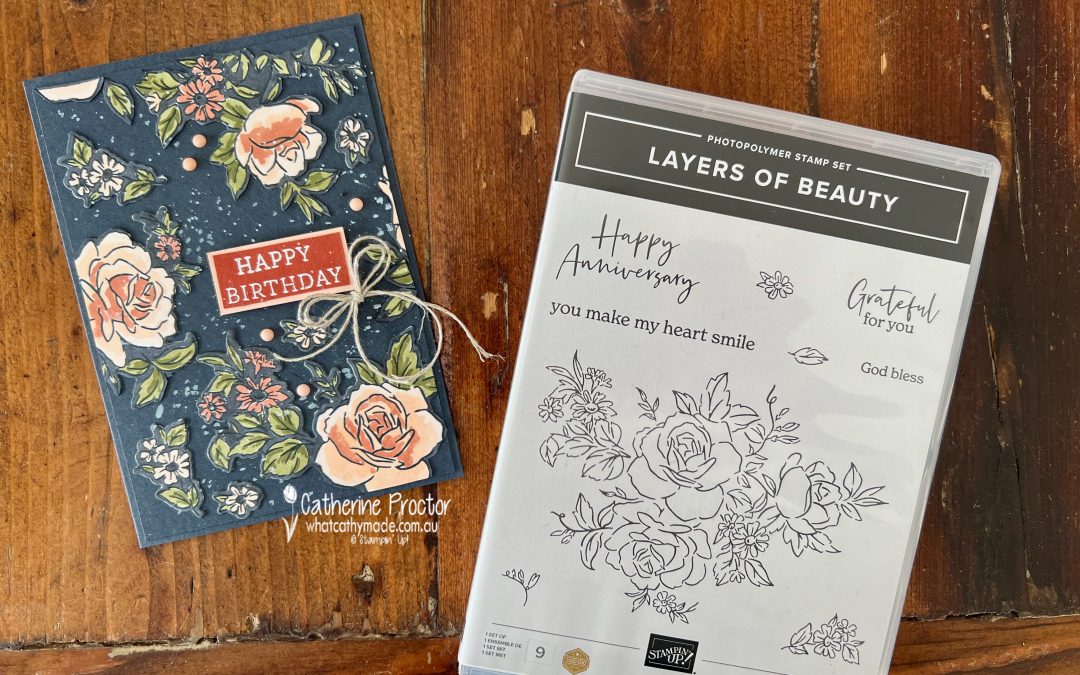 HAPPY
BIRTHDAY
Catherine Proctor
whatcathymade.com.au
© Stampin' Up!
PHOTOPOLYMER STAMP SET
LAYERS OF BEAUTY
Happy
Anniversary
Grateful
for you
you make my heart smile
God bless
1 SET OF
1 ENSEMBLE DE
1 SET MIT
1 SET MET
9
STAMPIN' UP!